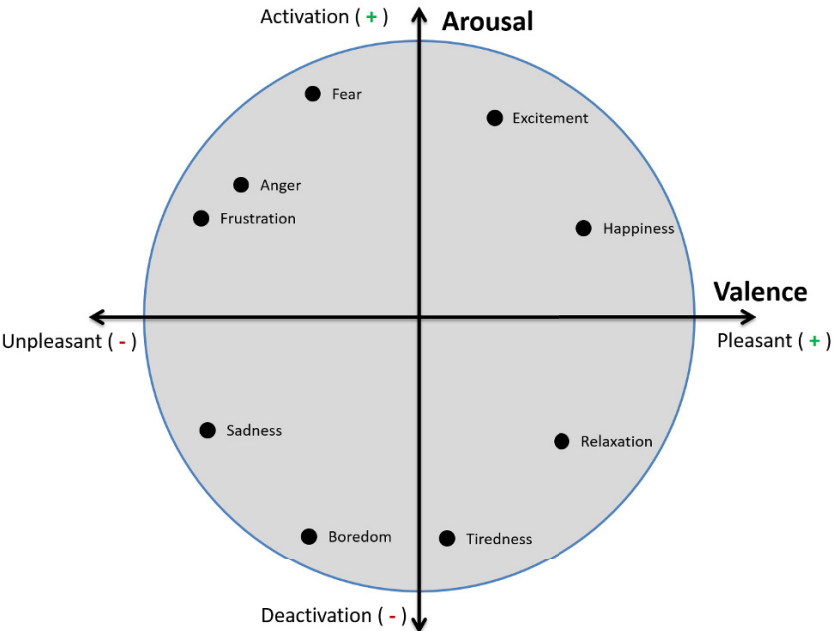 Activation ( + )
Arousal
Fear
Excitement
Anger
Frustration
Happiness
Valence
Unpleasant ( - )
Pleasant ( + )
Sadness
Relaxation
Boredom
Tiredness
Deactivation ( - )